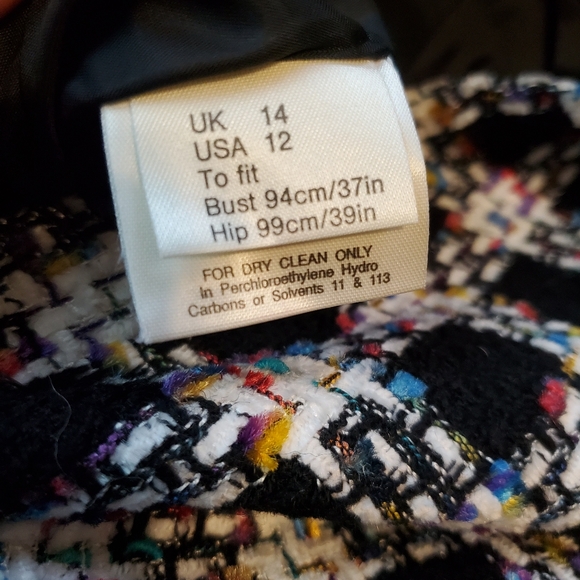 UK 14
USA 12
To fit
Bust 94cm/37in
Hip 99cm/39in
FOR DRY CLEAN ONLY
In Perchloroethylene Hydro
Carbons or Solvents 11 & 113